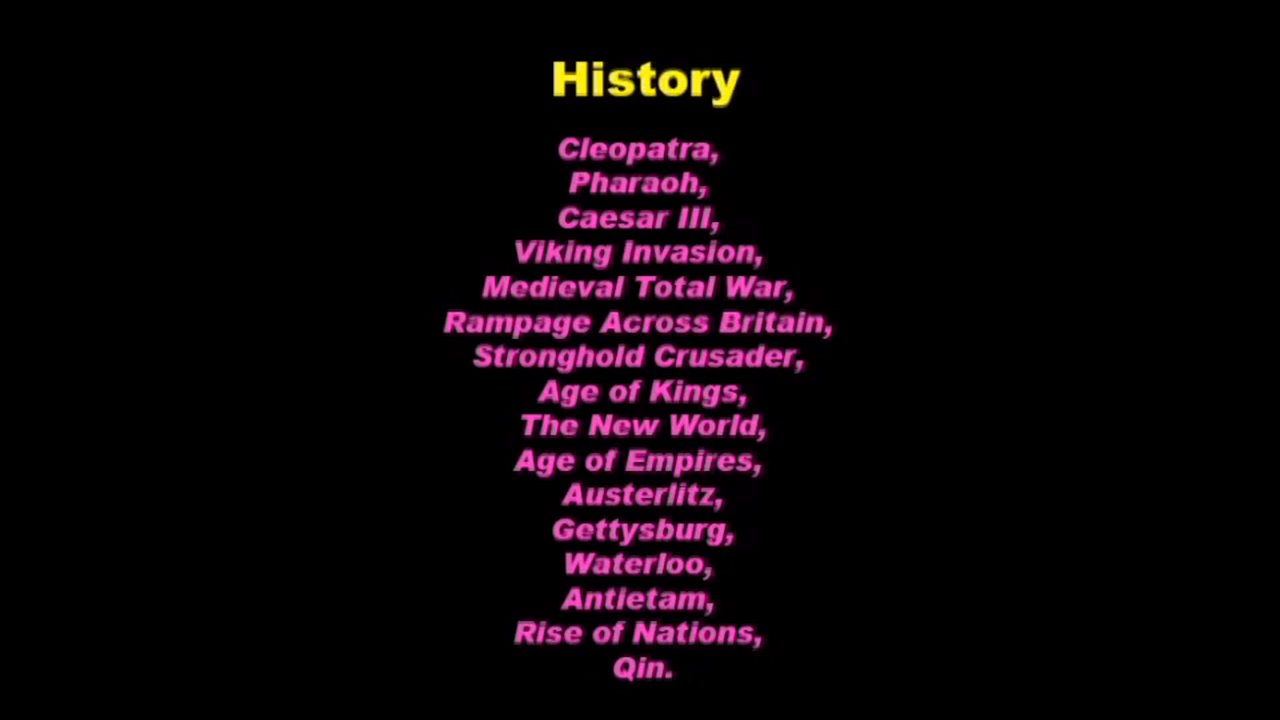 History
Cleopatra,
Pharaoh,
Caesar III,
Viking Invasion,
Medieval Total War,
Rampage Across Britain,
Stronghold Crusader,
Age of Kings,
The New World,
Age of Empires,
Austerlitz,
Gettysburg,
Waterloo,
Antietam,
Rise of Nations,
Qin.